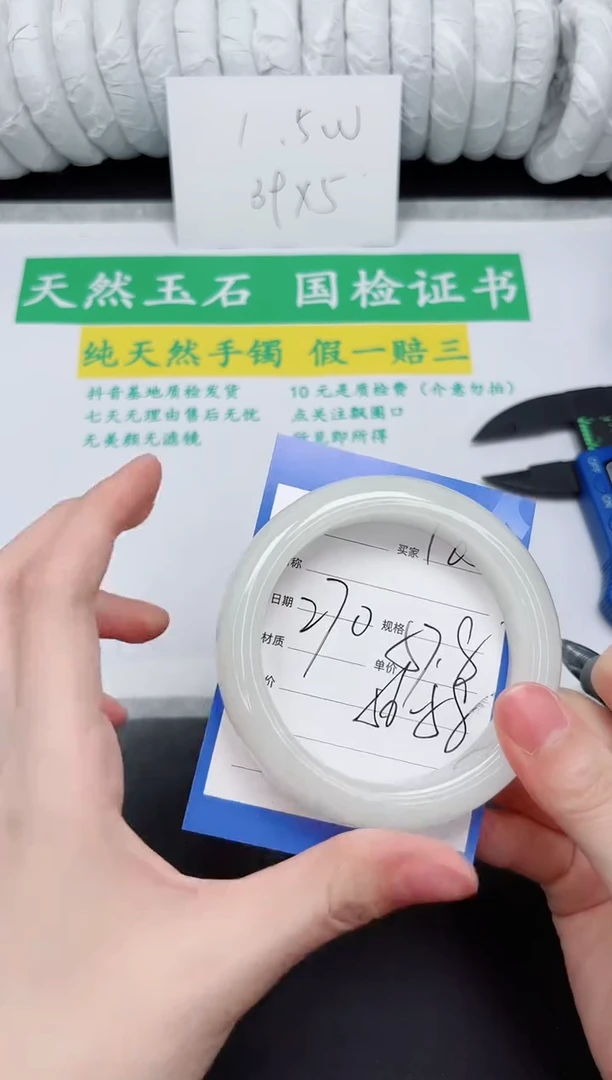 1.5W
39X5
天然玉石 国检证书
纯天然手镯 假一赔三
抖音基地质检发货 10元是质检费（介意勿拍）
七天无理由售后无忧 点关注飘圈口
无美颜无滤镜 所见即所得
买家
称
日期 270 规格 57.8
材质 单价
价